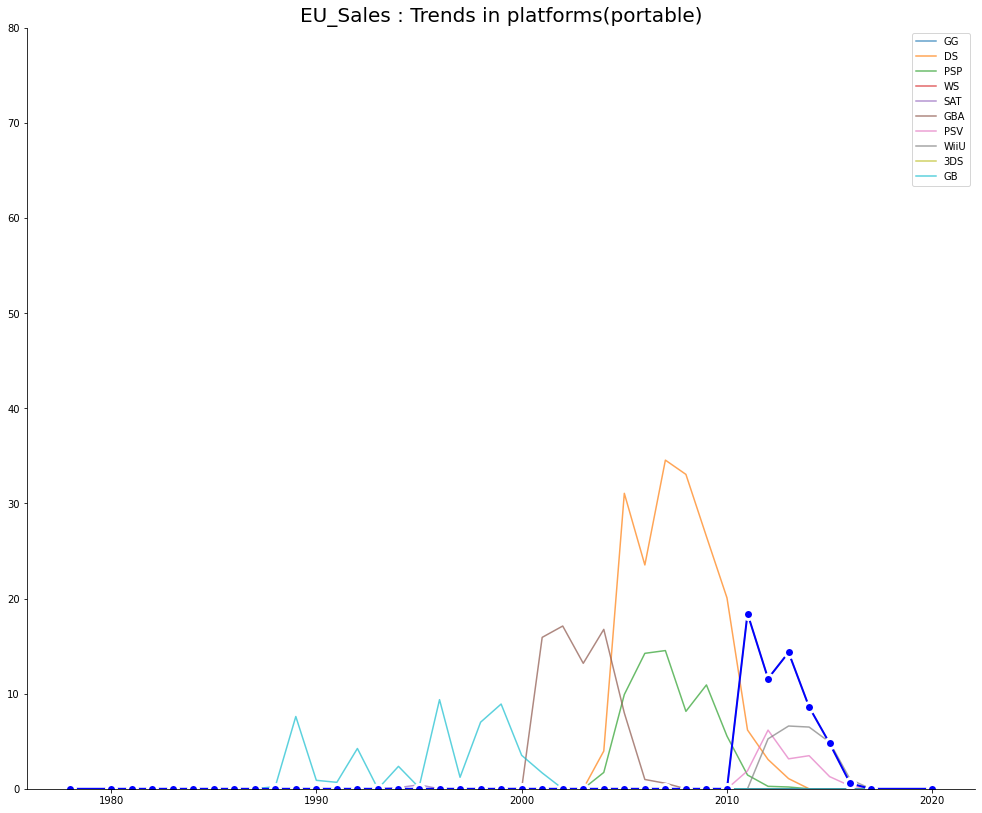 EU_Sales : Trends in platforms(portable)
80
70
60
50
40
30
20
10
0
1980
1990
2000
2010
2020
GG
DS
PSP
WS
SAT
GBA
PSV
WiiU
3DS
GB